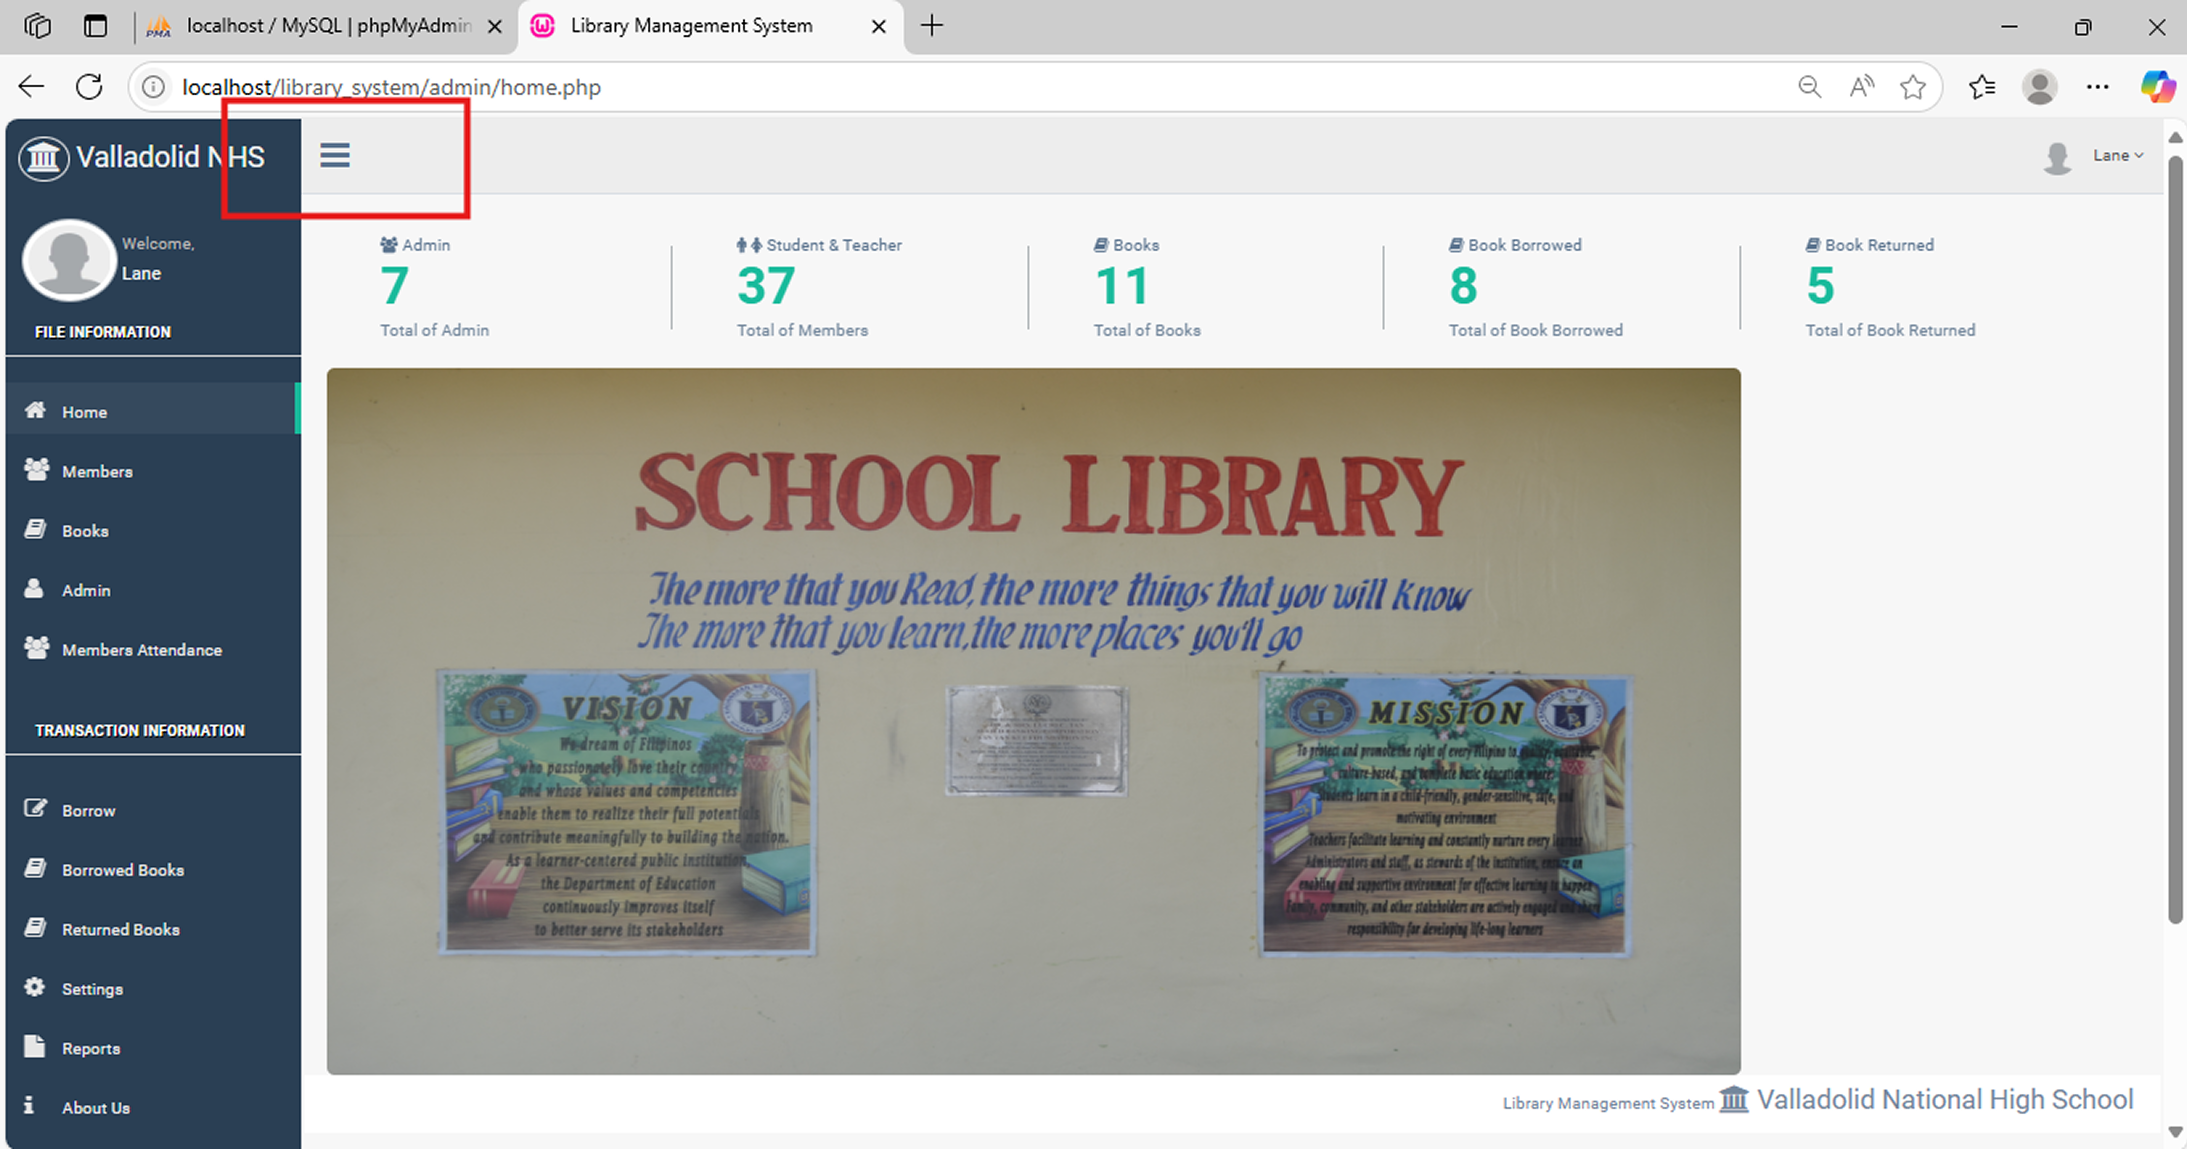 localhost / MySQL | phpMyAdmin
Library Management System
localhost/library_system/admin/home.php
Valladolid NHS
Lane
Welcome,
Lane
FILE INFORMATION
Home
Members
Books
Admin
Members Attendance
TRANSACTION INFORMATION
Borrow
Borrowed Books
Returned Books
Settings
Reports
About Us
Admin
7
Total of Admin
Student & Teacher
37
Total of Members
Books
11
Total of Books
Book Borrowed
8
Total of Book Borrowed
Book Returned
5
Total of Book Returned
SCHOOL LIBRARY
The more that you Read, the more things that you will Know
The more that you learn, the more places you'll go
VISION
We dream of Filipinos
who passionately love their country
and whose values and competencies
enable them to realize their full potential
and contribute meaningfully to building the nation.
As a learner-centered public institution,
the Department of Education
continuously improves itself
to better serve its stakeholders
MISSION
To protect and promote the right of every Filipino to
culture-based, and complete basic education where:
Students learn in a child-friendly, gender-sensitive, safe, and
motivating environment
Teachers facilitate learning and constantly nurture every learner
Administrators and staff, as stewards of the institution, ensure an
enabling and supportive environment for effective learning to happen
Family, community, and other stakeholders are actively engaged and share
responsibility for developing life-long learners
Library Management System Valladolid National High School